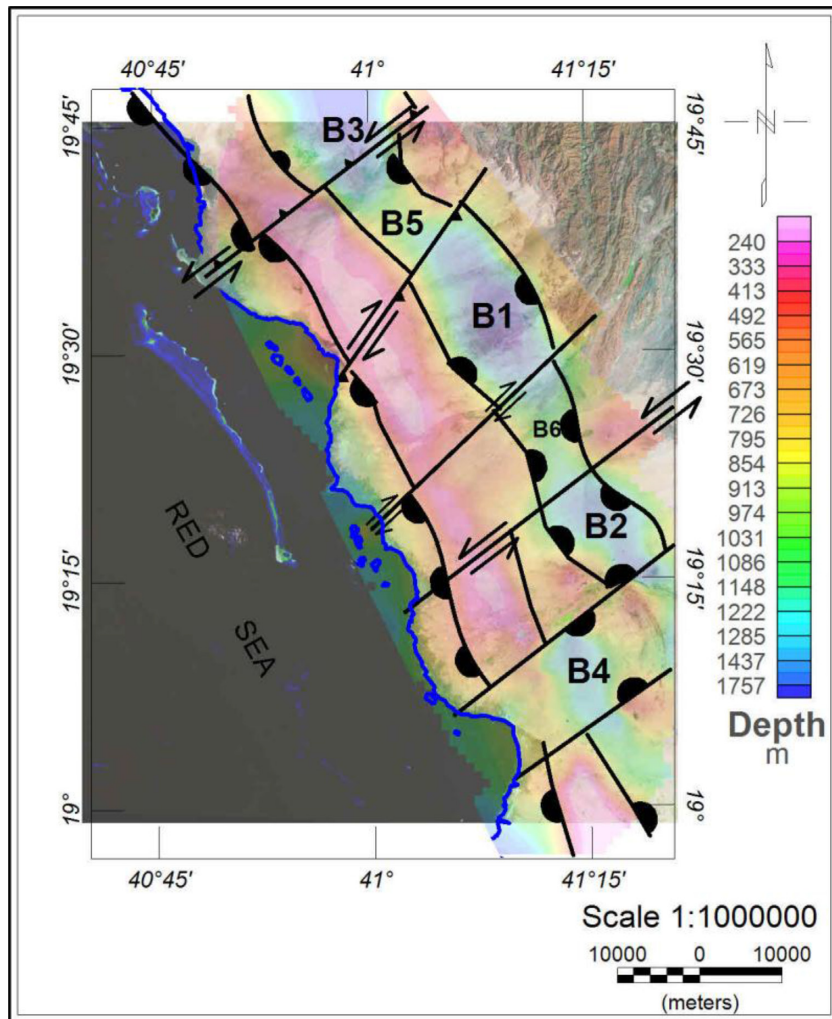 40°45' 41° 41°15'
19°45' 19°45'
B3
B5
240
333
413
492
565
619
673
726
795
854
913
974
1031
1086
1148
1222
1285
1437
1757
Depth
m
B1
19°30' 19°30'
B6
B2
RED
SEA
19°15' 19°15'
B4
19° 19°
40°45' 41° 41°15'
Scale 1:1000000
10000 0 10000
(meters)
N